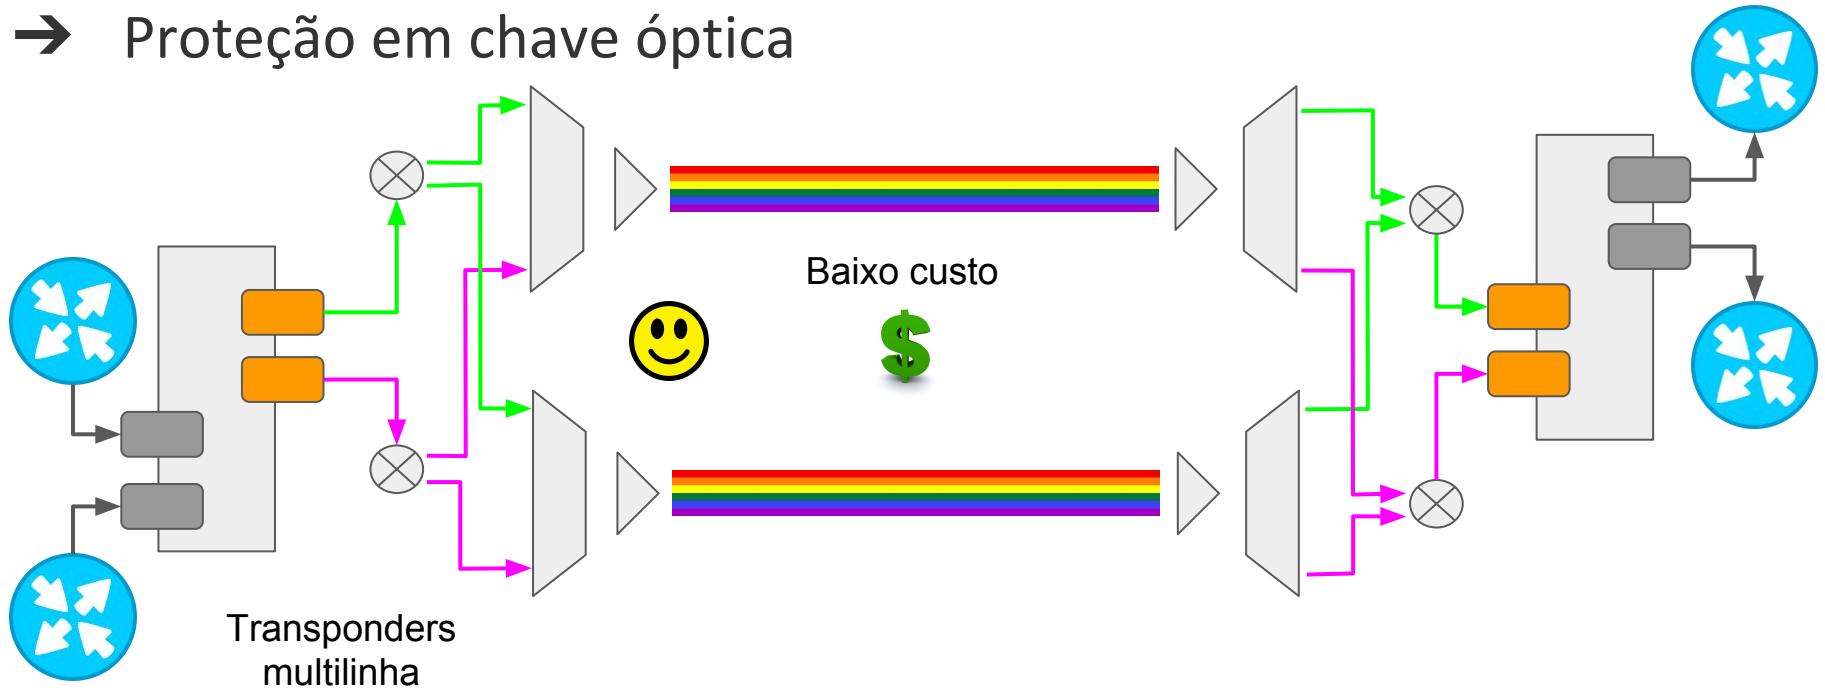 ➔ Proteção em chave óptica
Baixo custo
$
Transponders
multilinha